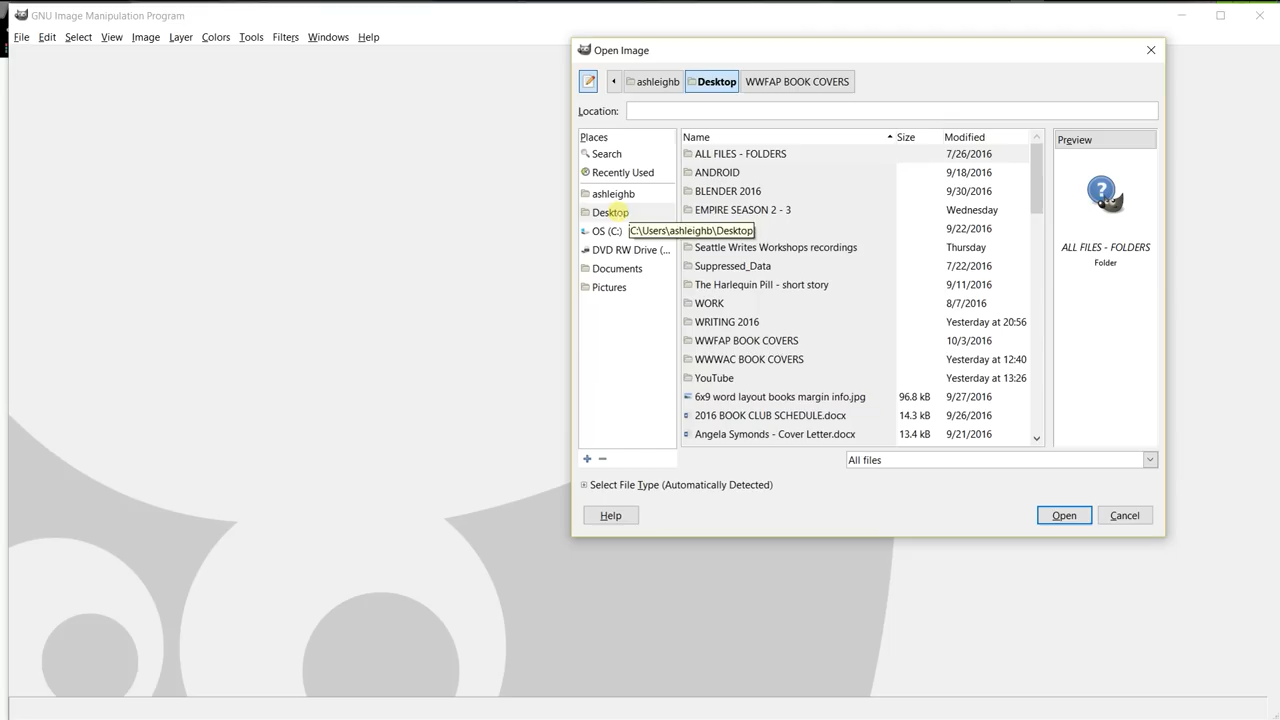 GNU Image Manipulation Program
File Edit Select View Image Layer Colors Tools Filters Windows Help
Open Image
ashleighb Desktop WWFAP BOOK COVERS
Location:
Places
Search
Recently Used
ashleighb
Desktop
OS (C:)
DVD RW Drive (...
Documents
Pictures
C:\Users\ashleighb\Desktop
Name Size Modified
ALL FILES - FOLDERS 7/26/2016
ANDROID 9/18/2016
BLENDER 2016 9/30/2016
EMPIRE SEASON 2 - 3 Wednesday
9/22/2016
Seattle Writes Workshops recordings Thursday
Suppressed_Data 7/22/2016
The Harlequin Pill - short story 9/11/2016
WORK 8/7/2016
WRITING 2016 Yesterday at 20:56
WWFAP BOOK COVERS 10/3/2016
WWWAC BOOK COVERS Yesterday at 12:40
YouTube Yesterday at 13:26
6x9 word layout books margin info.jpg 96.8 kB 9/27/2016
2016 BOOK CLUB SCHEDULE.docx 14.3 kB 9/26/2016
Angela Symonds - Cover Letter.docx 13.4 kB 9/21/2016
Preview
ALL FILES - FOLDERS
Folder
All files
Select File Type (Automatically Detected)
Help Open Cancel